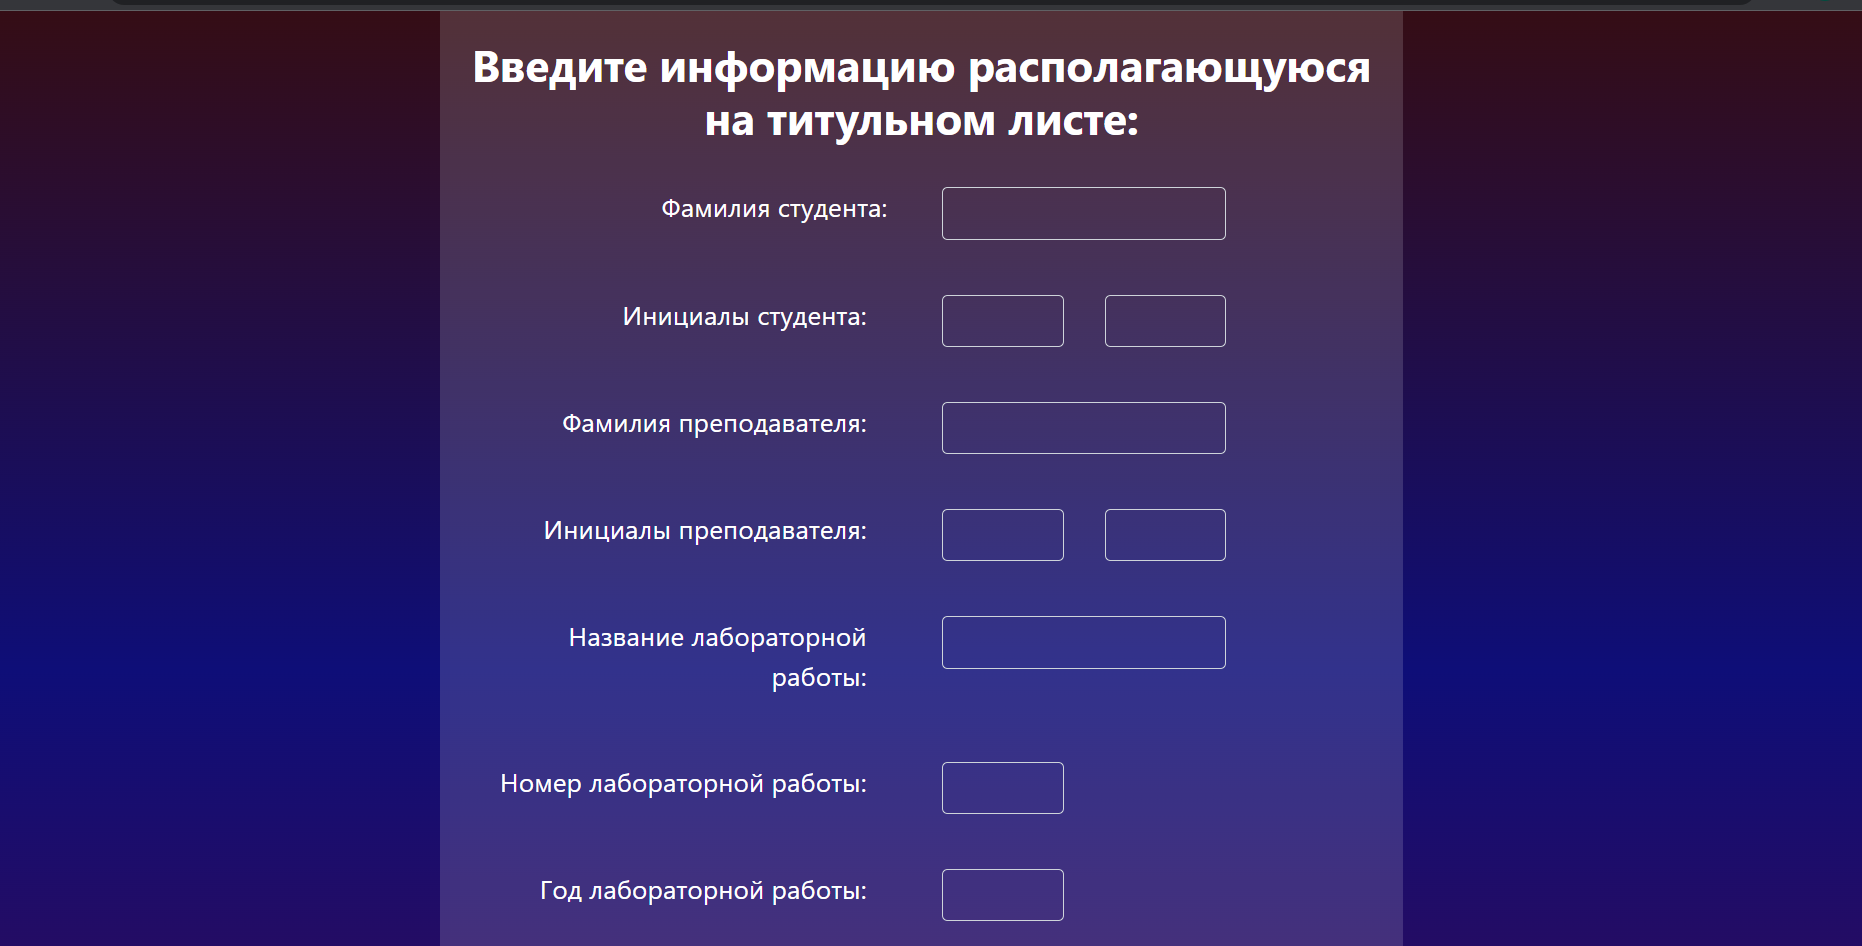 Введите информацию располагающуюся
на титульном листе:
Фамилия студента:
Инициалы студента:
Фамилия преподавателя:
Инициалы преподавателя:
Название лабораторной
работы:
Номер лабораторной работы:
Год лабораторной работы: